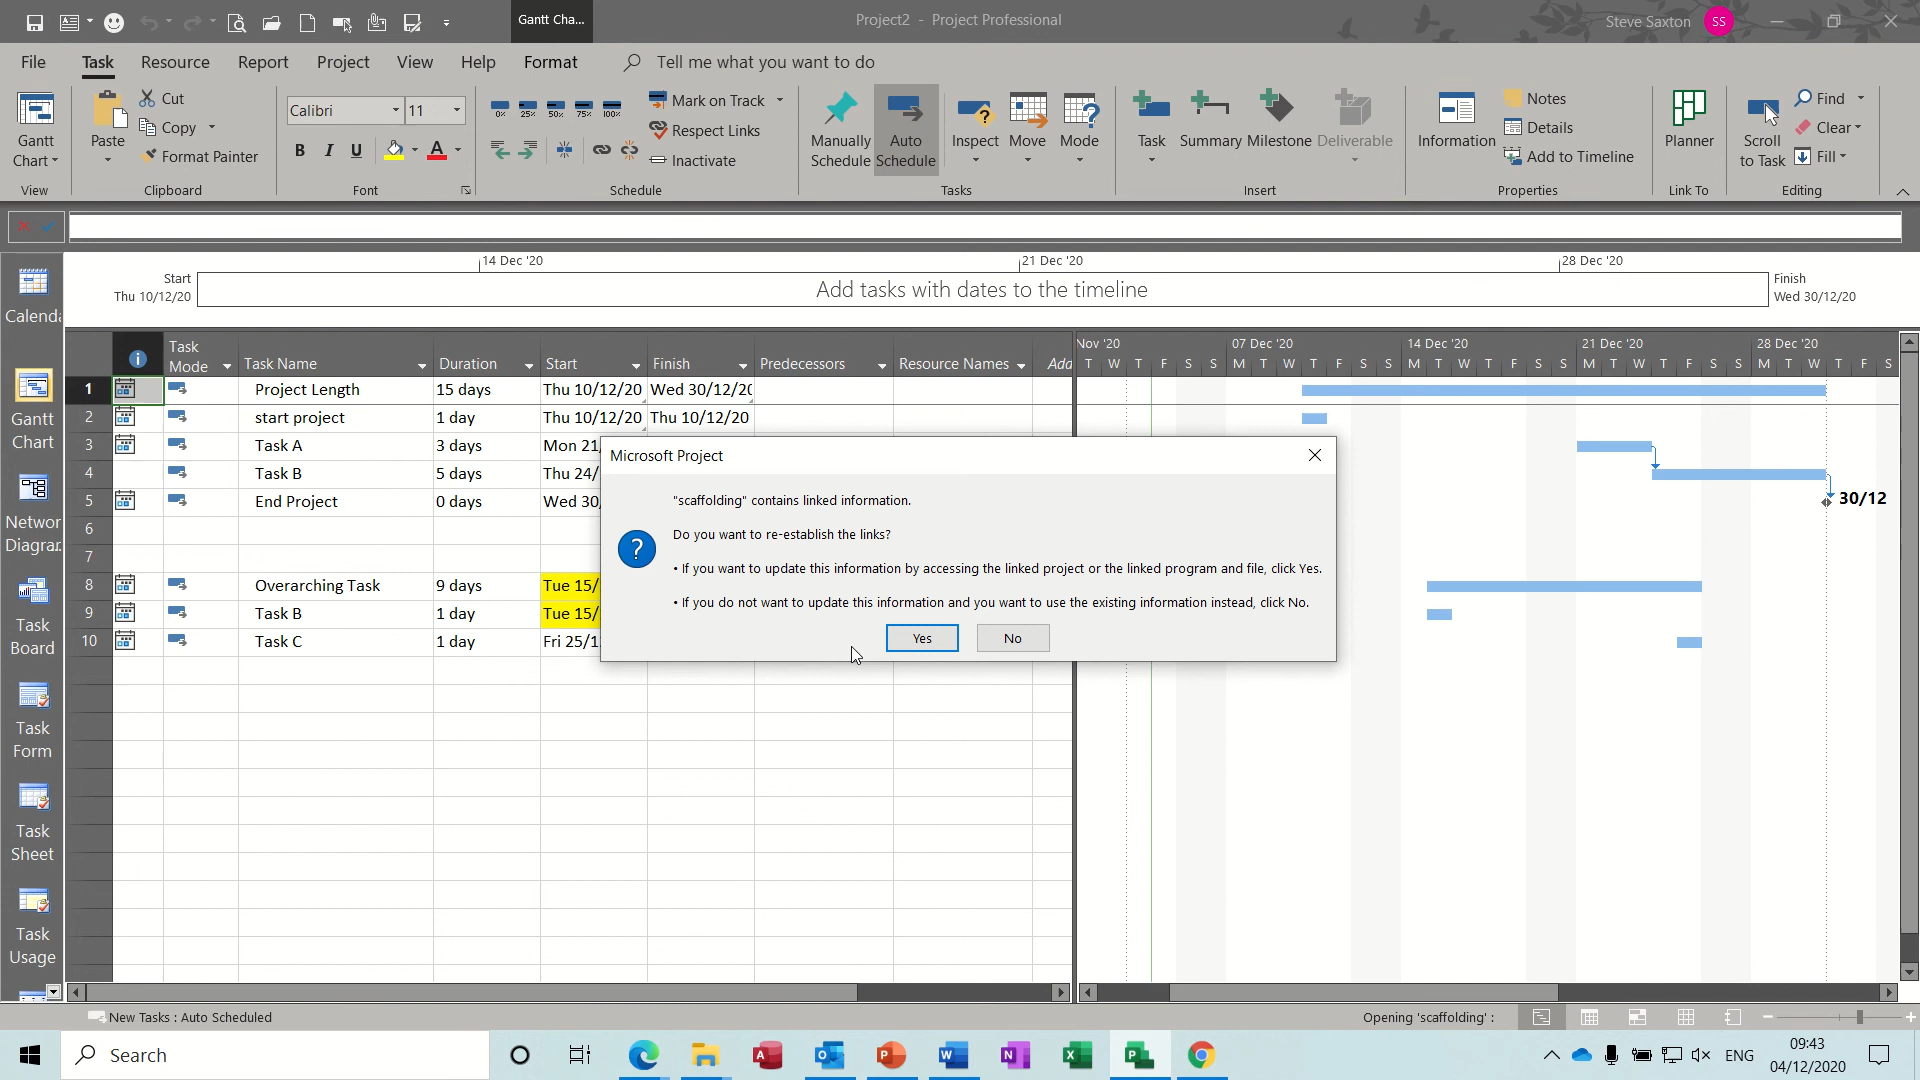 Gantt Cha...
Project2 - Project Professional
Steve Saxton
SS
File
Task
Resource
Report
Project
View
Help
Format
Tell me what you want to do
Gantt
Chart
View
Paste
Cut
Copy
Format Painter
Clipboard
Calibri
11
B I U
A
Font
0% 25% 50% 75% 100%
Mark on Track
Respect Links
Inactivate
Schedule
Manually
Schedule
Auto
Schedule
Inspect
Move
Mode
Tasks
Task
Summary
Milestone
Deliverable
Insert
Information
Notes
Details
Add to Timeline
Properties
Planner
Link To
Scroll
to Task
Find
Clear
Fill
Editing
14 Dec '20
21 Dec '20
28 Dec '20
Start
Thu 10/12/20
Add tasks with dates to the timeline
Finish
Wed 30/12/20
Calenda
Gantt
Chart
Networ
Diagran
Task
Board
Task
Form
Task
Sheet
Task
Usage
Task
Mode
Task Name
Duration
Start
Finish
Predecessors
Resource Names
Add
1 Project Length 15 days Thu 10/12/20 Wed 30/12/20
2 start project 1 day Thu 10/12/20 Thu 10/12/20
3 Task A 3 days Mon 21/
4 Task B 5 days Thu 24/
5 End Project 0 days Wed 30/
6
7
8 Overarching Task 9 days Tue 15/
9 Task B 1 day Tue 15/
10 Task C 1 day Fri 25/1
Nov '20
07 Dec '20
14 Dec '20
21 Dec '20
28 Dec '20
T W T F S S M T W T F S S M T W T F S S M T W T F S S M T W T F S
30/12
Microsoft Project
"scaffolding" contains linked information.
Do you want to re-establish the links?
• If you want to update this information by accessing the linked project or the linked program and file, click Yes.
• If you do not want to update this information and you want to use the existing information instead, click No.
Yes
No
New Tasks : Auto Scheduled
Opening 'scaffolding' :
Search
ENG
09:43
04/12/2020